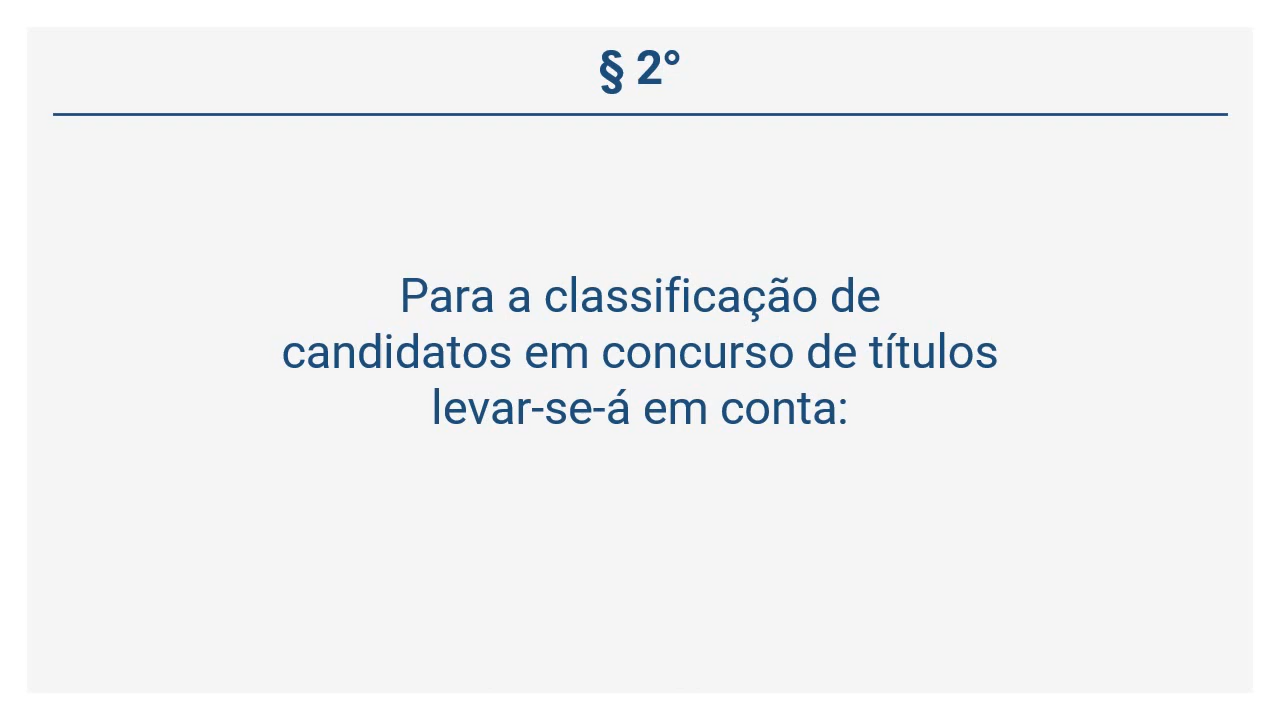 § 2°
Para a classificação de
candidatos em concurso de títulos
levar-se-á em conta: